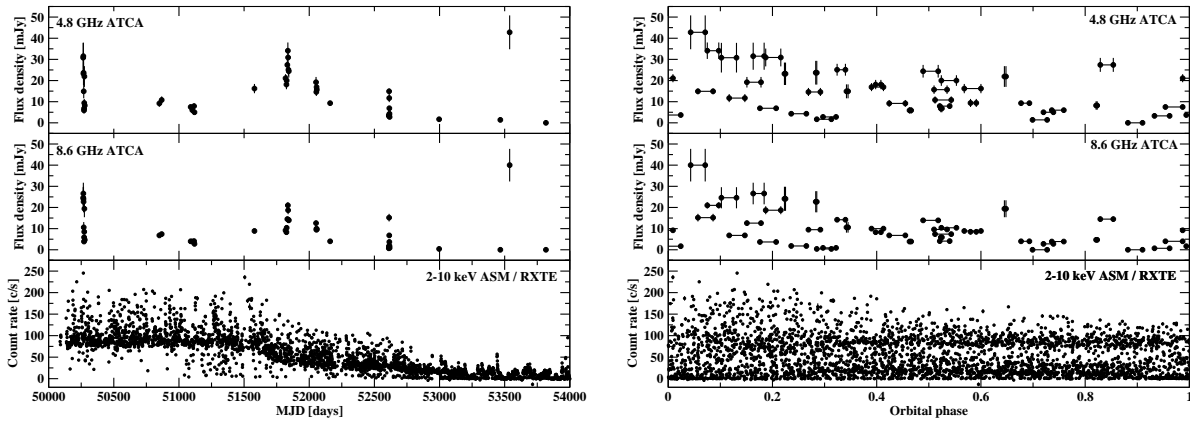 50
40
30
20
10
0
Flux density [mJy]
4.8 GHz ATCA
50
40
30
20
10
0
Flux density [mJy]
8.6 GHz ATCA
250
200
150
100
50
0
Count rate [c/s]
2-10 keV ASM / RXTE
50000 50500 51000 51500 52000 52500 53000 53500 54000
MJD [days]
50
40
30
20
10
0
Flux density [mJy]
4.8 GHz ATCA
50
40
30
20
10
0
Flux density [mJy]
8.6 GHz ATCA
250
200
150
100
50
0
Count rate [c/s]
2-10 keV ASM / RXTE
0 0.2 0.4 0.6 0.8 1
Orbital phase